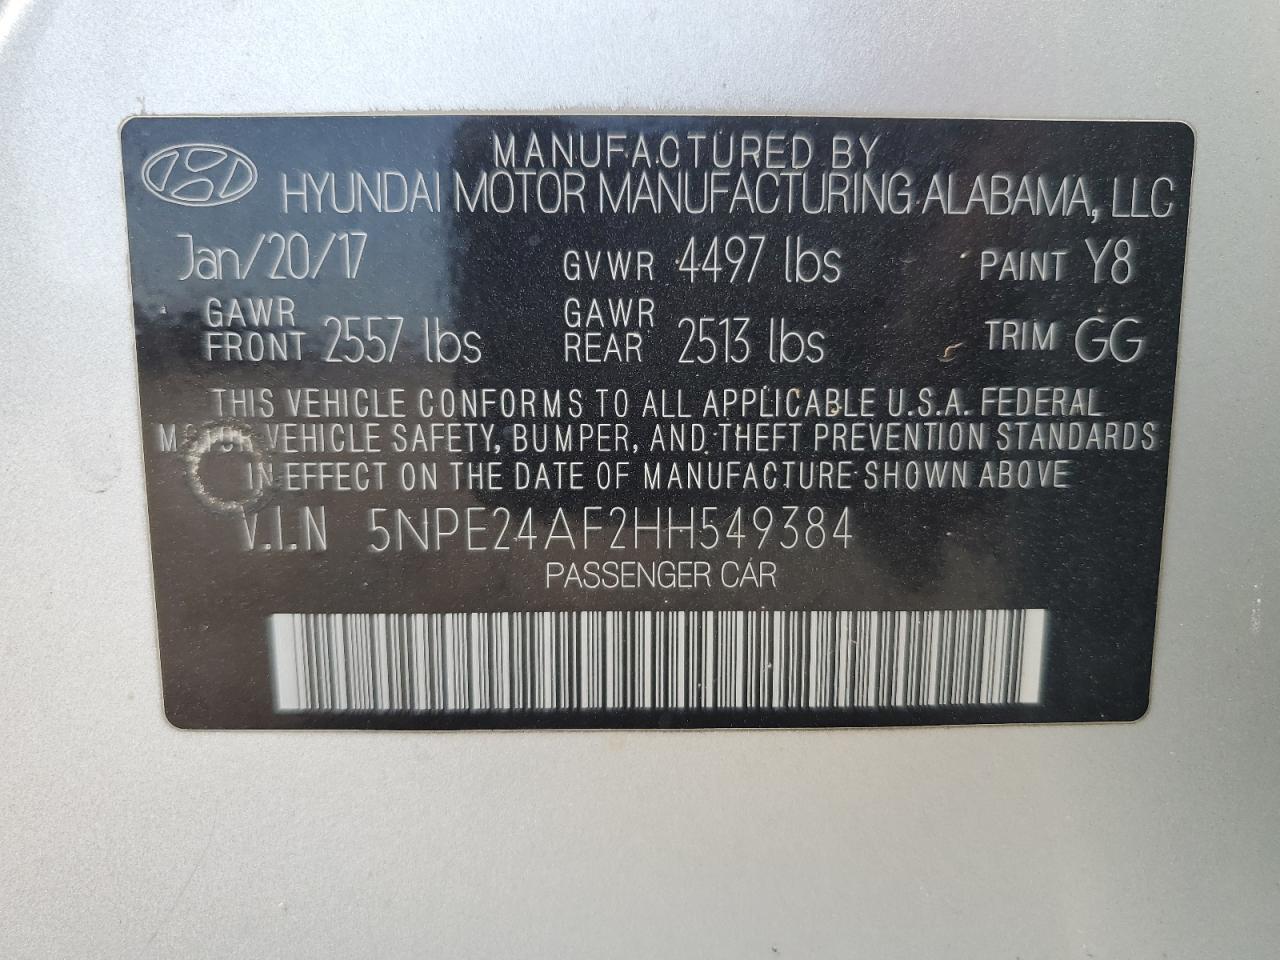 MANUFACTURED BY
HYUNDAI MOTOR MANUFACTURING ALABAMA, LLC
Jan/20/17 GVWR 4497 lbs PAINT Y8
GAWR FRONT 2557 lbs GAWR REAR 2513 lbs TRIM GG
THIS VEHICLE CONFORMS TO ALL APPLICABLE U.S.A. FEDERAL
MOTOR VEHICLE SAFETY, BUMPER, AND THEFT PREVENTION STANDARDS
IN EFFECT ON THE DATE OF MANUFACTURE SHOWN ABOVE
V.I.N 5NPE24AF2HH549384
PASSENGER CAR